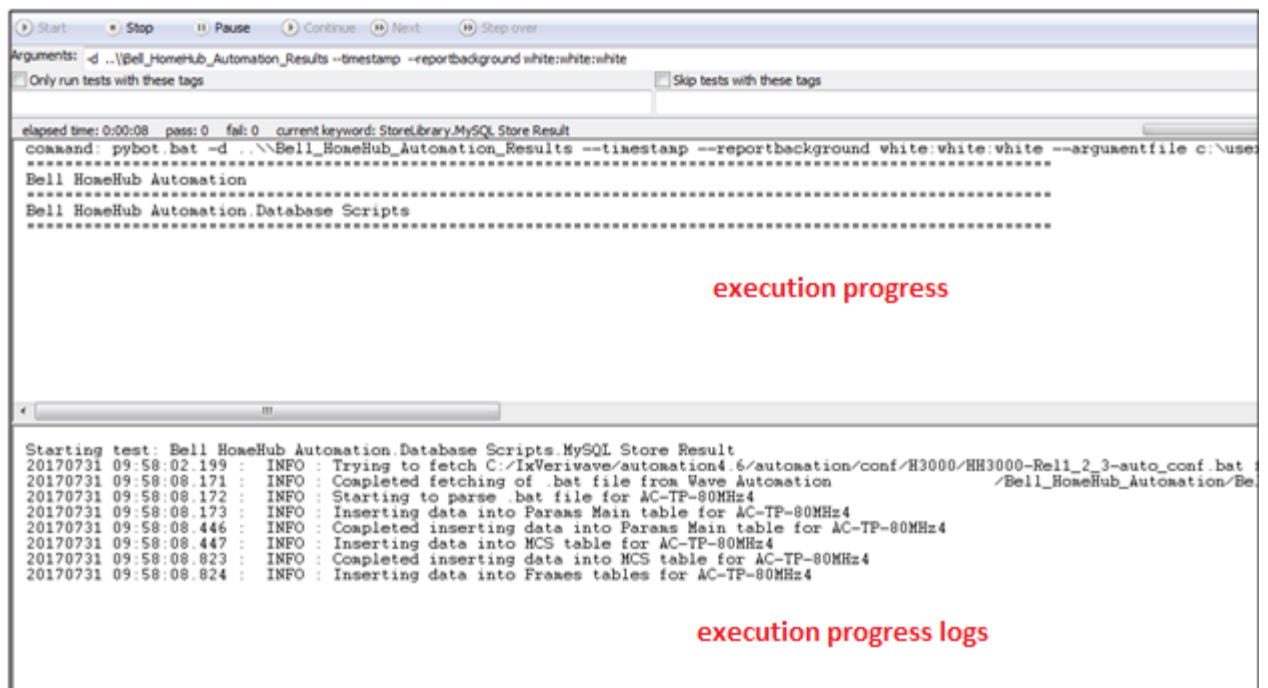 Start Stop Pause Continue Next Step over
Arguments: -d ..\\Bell_HomeHub_Automation_Results --timestamp --reportbackground white:white:white
Only run tests with these tags Skip tests with these tags
elapsed time: 0:00:08 pass: 0 fail: 0 current keyword: StoreLibrary.MySQL Store Result
command: pybot.bat -d ..\\Bell_HomeHub_Automation_Results --timestamp --reportbackground white:white:white --argumentfile c:\use
==============================================================================
Bell HomeHub Automation
==============================================================================
Bell HomeHub Automation.Database Scripts
==============================================================================
execution progress
Starting test: Bell HomeHub Automation.Database Scripts.MySQL Store Result
20170731 09:58:02.199 : INFO : Trying to fetch C:/IxVeriwave/automation4.6/automation/conf/H3000/HH3000-Rel1_2_3-auto_conf.bat f
20170731 09:58:08.171 : INFO : Completed fetching of .bat file from Wave Automation /Bell_HomeHub_Automation/Be
20170731 09:58:08.172 : INFO : Starting to parse .bat file for AC-TP-80MHz4
20170731 09:58:08.173 : INFO : Inserting data into Params Main table for AC-TP-80MHz4
20170731 09:58:08.446 : INFO : Completed inserting data into Params Main table for AC-TP-80MHz4
20170731 09:58:08.447 : INFO : Inserting data into MCS table for AC-TP-80MHz4
20170731 09:58:08.823 : INFO : Completed inserting data into MCS table for AC-TP-80MHz4
20170731 09:58:08.824 : INFO : Inserting data into Frames tables for AC-TP-80MHz4
execution progress logs